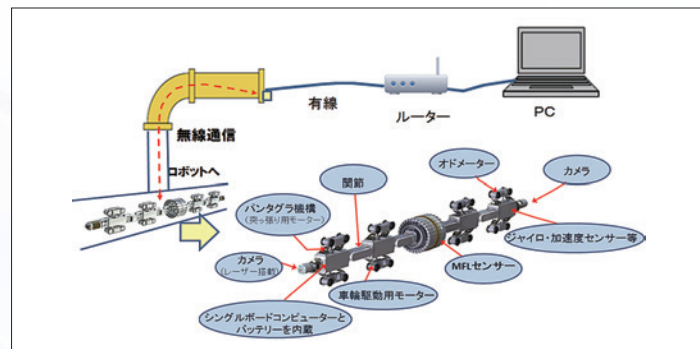 有線
ルーター
PC
無線通信
ロボットへ
オドメーター
カメラ
関節
パンタグラ機構
(突っ張り用モーター)
ジャイロ・加速度センサー等
カメラ
(レーザー搭載)
MFLセンサー
車輪駆動用モーター
シングルボードコンピューターと
バッテリーを内蔵